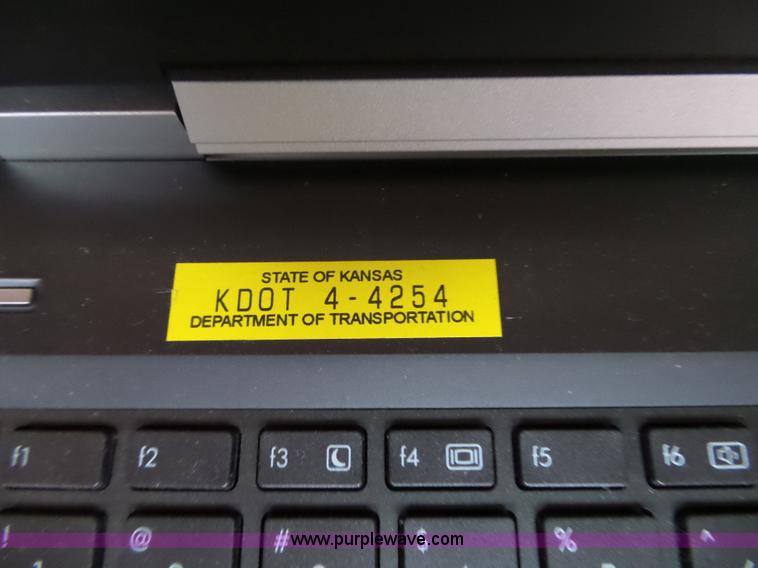 STATE OF KANSAS
KDOT 4-4254
DEPARTMENT OF TRANSPORTATION
f1 f2 f3 f4 f5 f6
! @ # $ % ^
www.purplewave.com